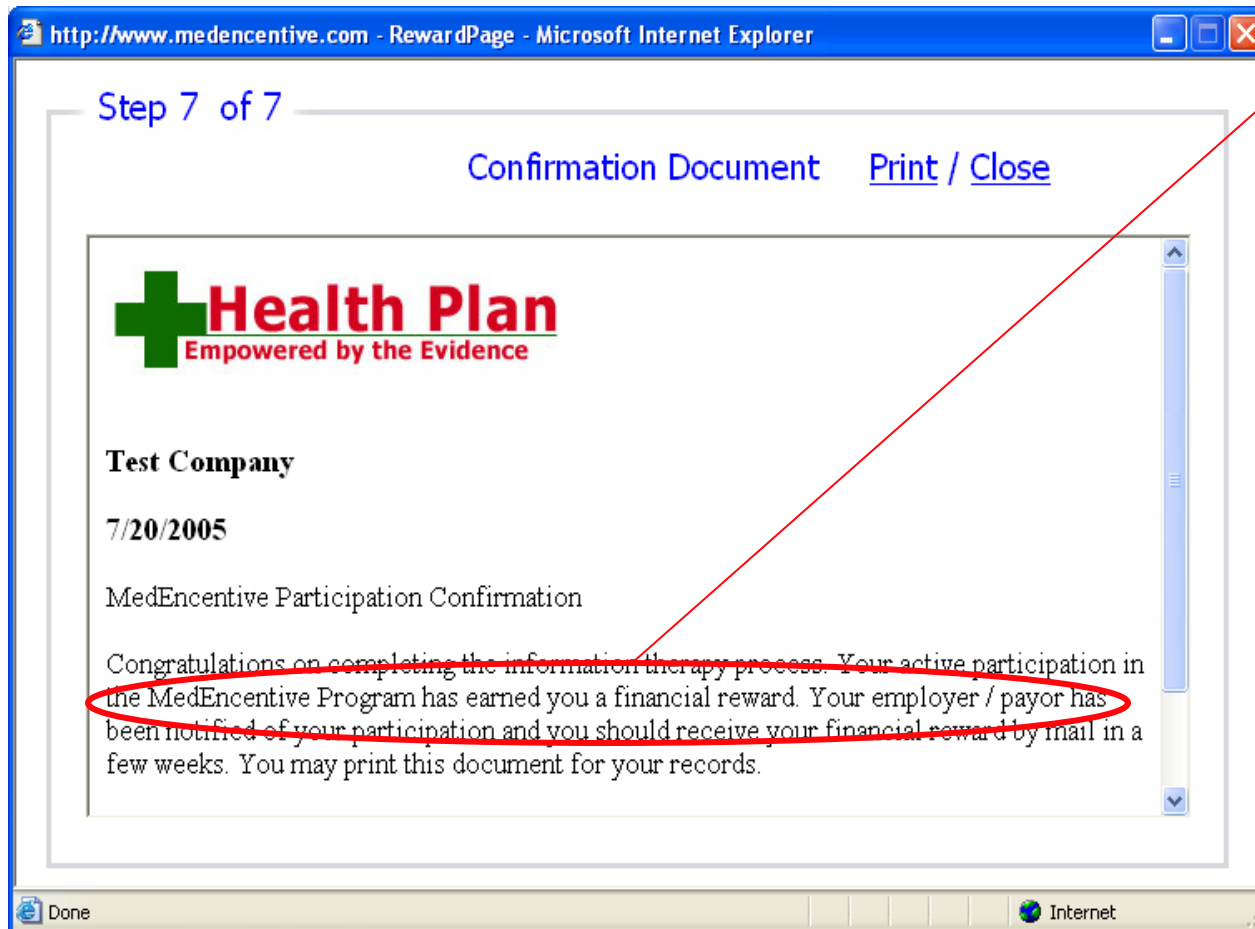 http://www.medencentive.com - RewardPage - Microsoft Internet Explorer
Step 7 of 7
Confirmation Document Print / Close
Health Plan
Empowered by the Evidence
Test Company
7/20/2005
MedEncentive Participation Confirmation
Congratulations on completing the information therapy process. Your active participation in
the MedEncentive Program has earned you a financial reward. Your employer / payor has
been notified of your participation and you should receive your financial reward by mail in a
few weeks. You may print this document for your records.
Done Internet